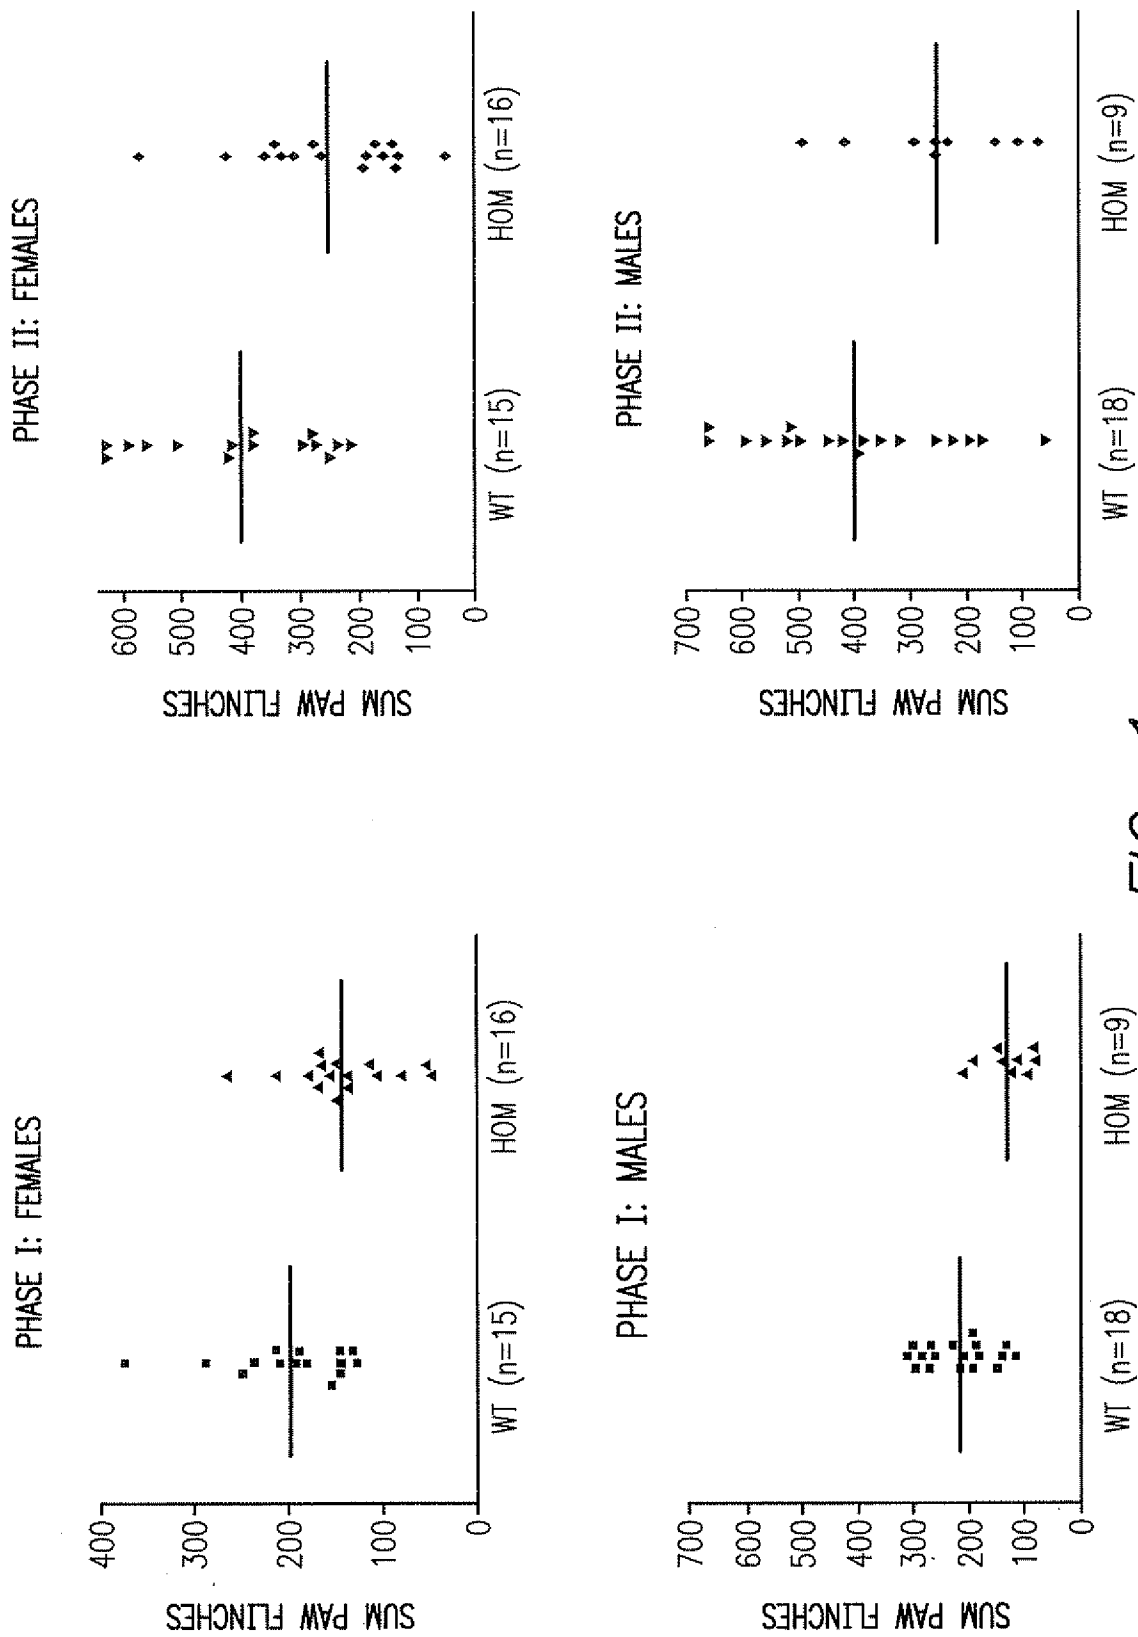 PHASE I: FEMALES
SUM PAW FLINCHES
400
300
200
100
0
WT (n=15)
HOM (n=16)
PHASE II: FEMALES
SUM PAW FLINCHES
600
500
400
300
200
100
0
WT (n=15)
HOM (n=16)
PHASE I: MALES
SUM PAW FLINCHES
700
600
500
400
300
200
100
0
WT (n=18)
HOM (n=9)
PHASE II: MALES
SUM PAW FLINCHES
700
600
500
400
300
200
100
0
WT (n=18)
HOM (n=9)